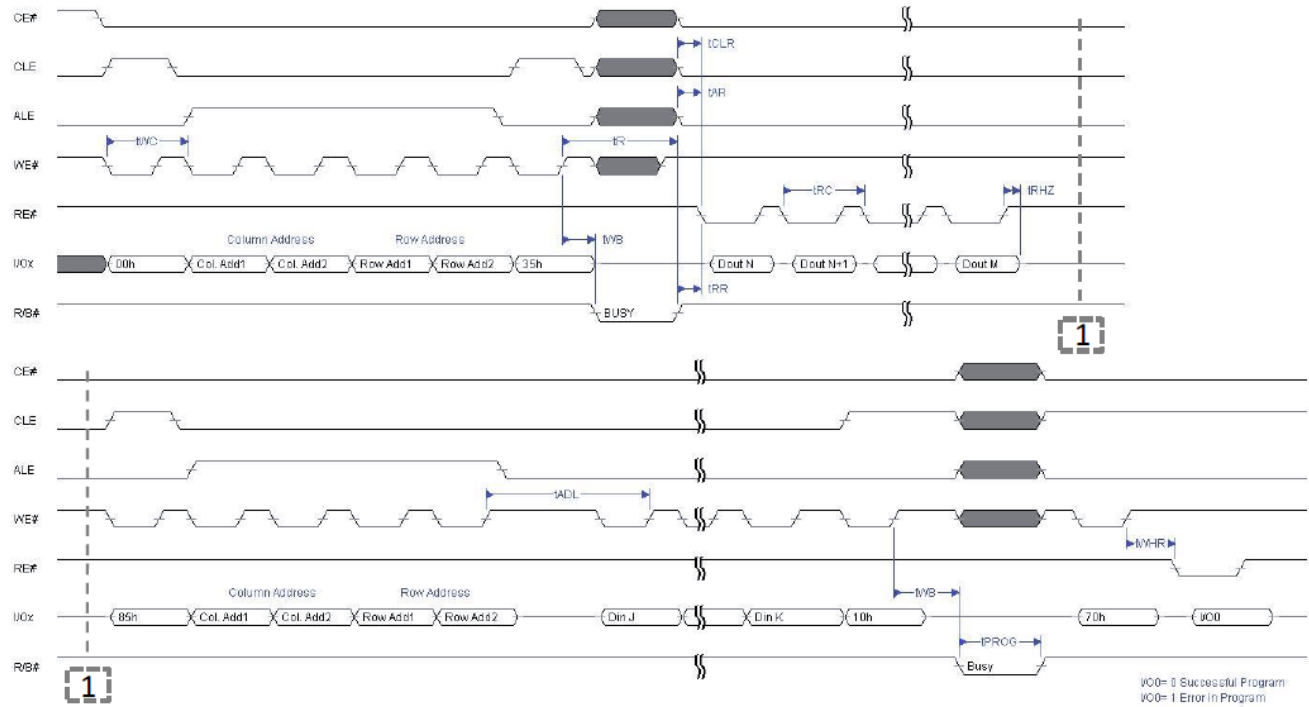 CE#
CLE
tCLR
ALE
tAR
tWC
tR
WE#
tRC
tRHZ
RE#
Column Address Row Address tWB
I/Ox 00h Col. Add1 Col. Add2 Row Add1 Row Add2 35h Dout N Dout N+1 Dout M
tRR
R/B# BUSY
1
CE#
CLE
ALE
tADL
WE#
tWHR
RE#
Column Address Row Address tWB
I/Ox 85h Col. Add1 Col. Add2 Row Add1 Row Add2 Din J Din K 10h 70h I/O0
tPROG
R/B# Busy
1
I/O0= 0 Successful Program
I/O0= 1 Error in Program